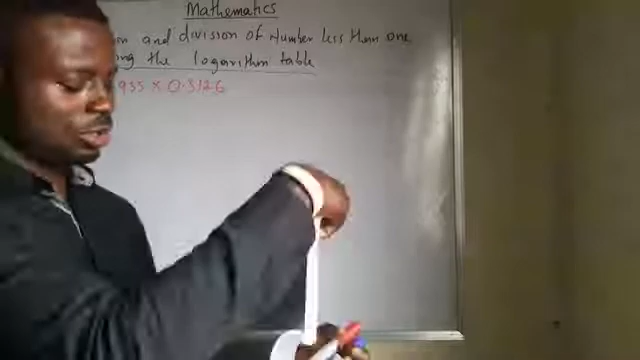 Mathematics
and division of Number less than one
the logarithm table
935 × 0.3126